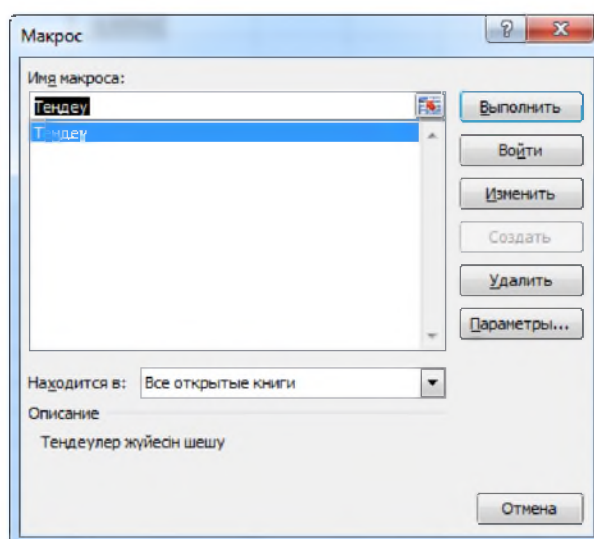 Макрос
Имя макроса:
Теңдеу
Выполнить
Войти
Изменить
Создать
Удалить
Параметры...
Находится в: Все открытые книги
Описание
Теңдеулер жүйесін шешу
Отмена